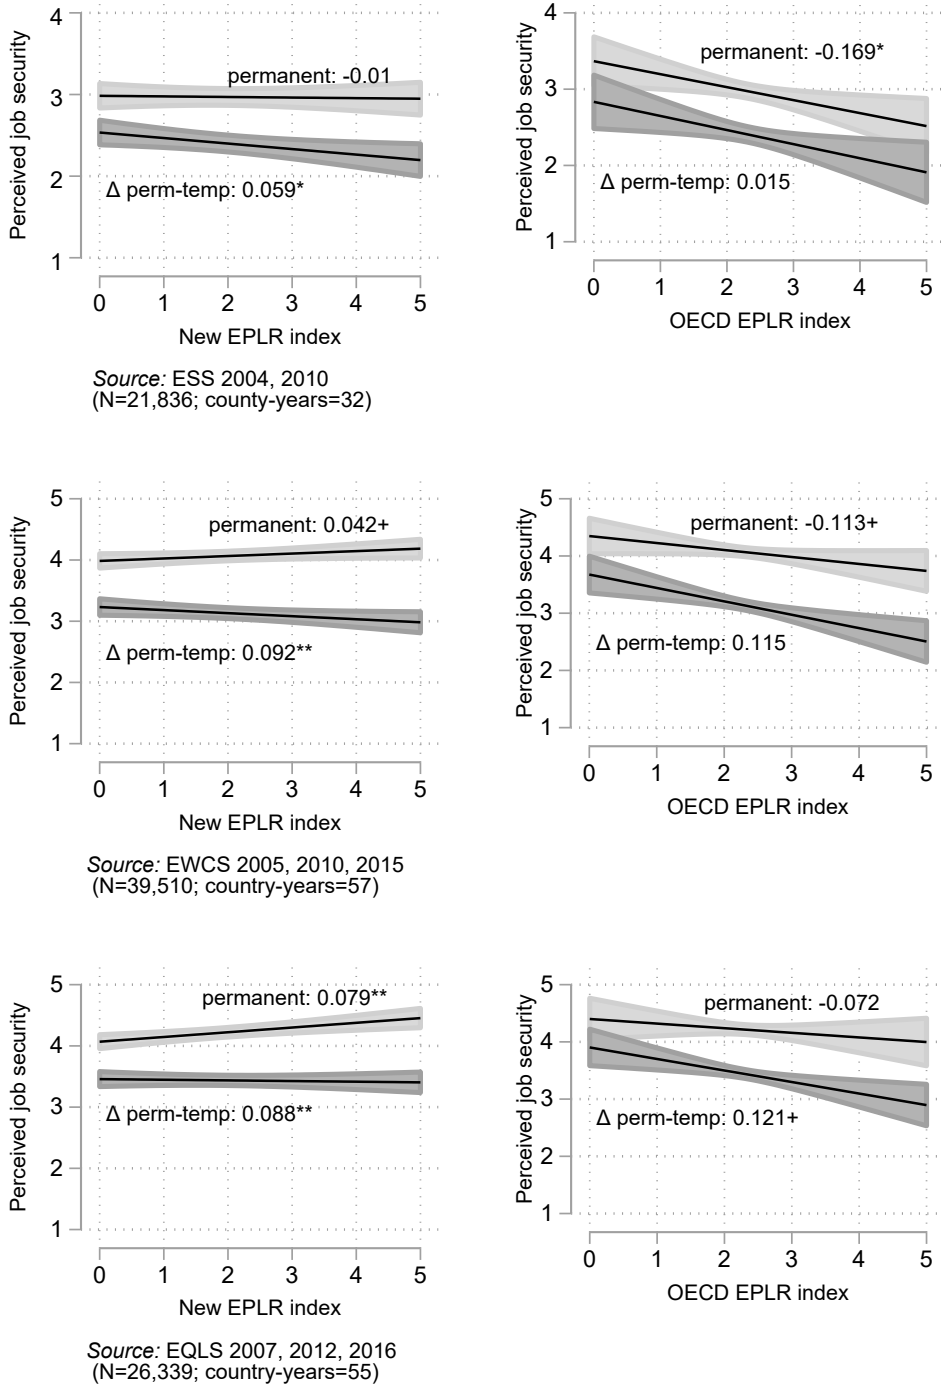 Perceived job security
4
3
2
1
permanent: -0.01
Δ perm-temp: 0.059*
0 1 2 3 4 5
New EPLR index
Perceived job security
4
3
2
1
permanent: -0.169*
Δ perm-temp: 0.015
0 1 2 3 4 5
OECD EPLR index
Source: ESS 2004, 2010
(N=21,836; county-years=32)
Perceived job security
5
4
3
2
1
permanent: 0.042+
Δ perm-temp: 0.092**
0 1 2 3 4 5
New EPLR index
Perceived job security
5
4
3
2
1
permanent: -0.113+
Δ perm-temp: 0.115
0 1 2 3 4 5
OECD EPLR index
Source: EWCS 2005, 2010, 2015
(N=39,510; country-years=57)
Perceived job security
5
4
3
2
1
permanent: 0.079**
Δ perm-temp: 0.088**
0 1 2 3 4 5
New EPLR index
Perceived job security
5
4
3
2
1
permanent: -0.072
Δ perm-temp: 0.121+
0 1 2 3 4 5
OECD EPLR index
Source: EQLS 2007, 2012, 2016
(N=26,339; country-years=55)